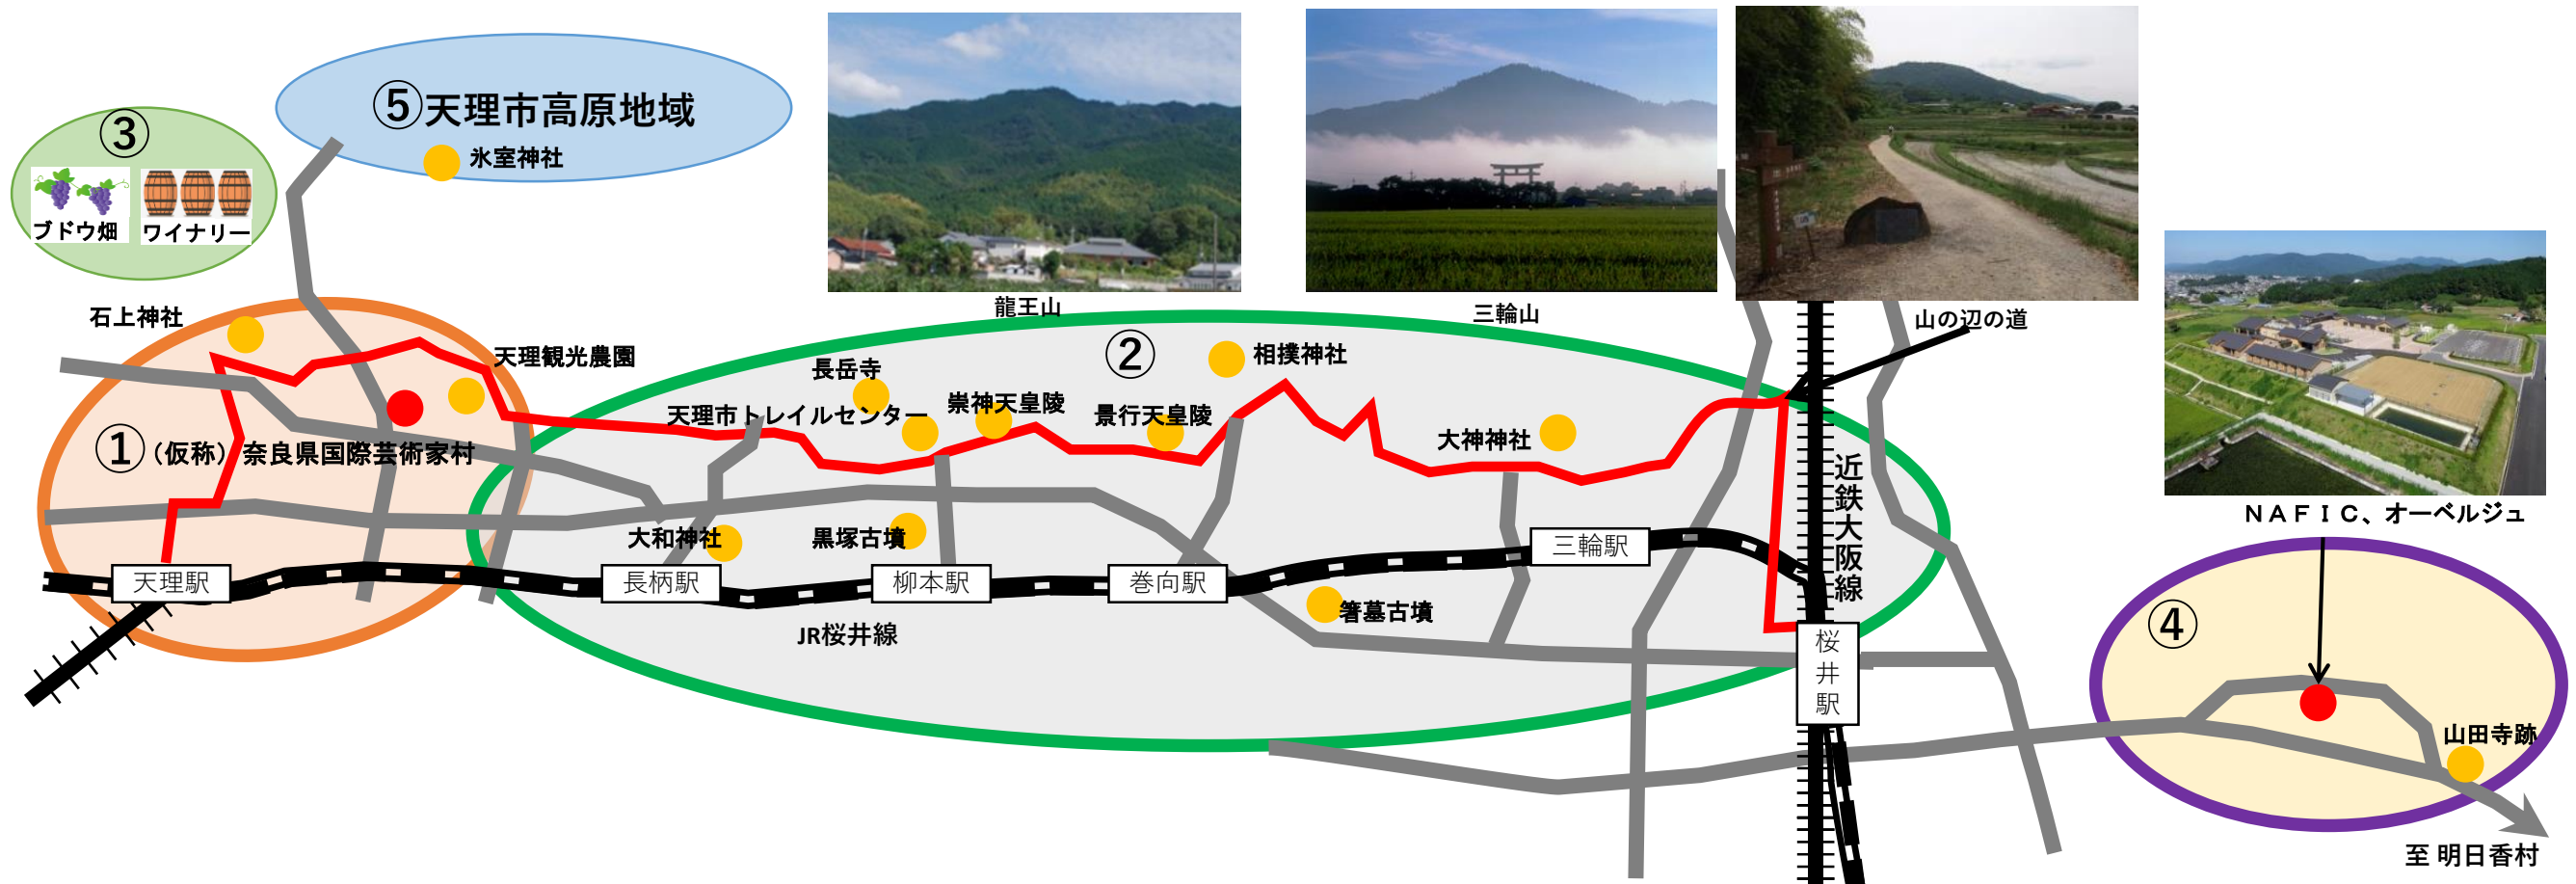 ⑤天理市高原地域
氷室神社
③
ブドウ畑
ワイナリー
龍王山
三輪山
山の辺の道
NAFIC、オーベルジュ
石上神社
天理観光農園
①(仮称)奈良県国際芸術家村
②
長岳寺
相撲神社
天理市トレイルセンター
崇神天皇陵
景行天皇陵
大神神社
近鉄大阪線
大和神社
黒塚古墳
箸墓古墳
天理駅
長柄駅
柳本駅
巻向駅
三輪駅
桜井駅
JR桜井線
④
山田寺跡
至 明日香村